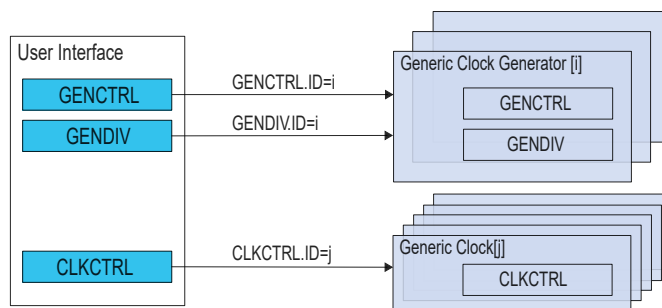 User Interface
GENCTRL
GENDIV
CLKCTRL
GENCTRL.ID=i
GENDIV.ID=i
CLKCTRL.ID=j
Generic Clock Generator [i]
GENCTRL
GENDIV
Generic Clock[j]
CLKCTRL